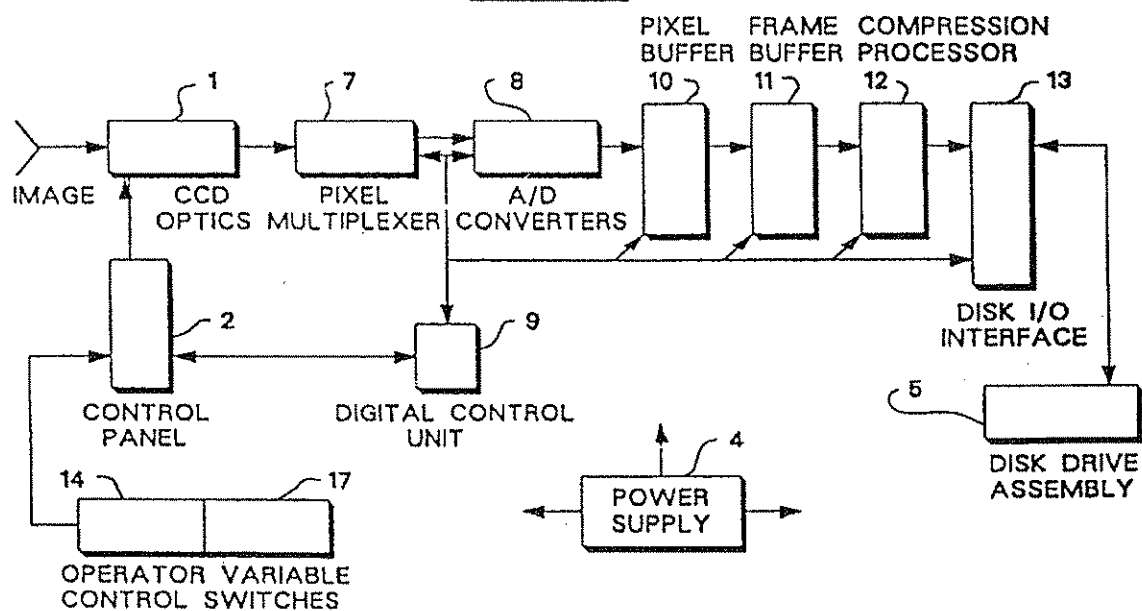 PIXEL BUFFER
FRAME BUFFER
COMPRESSION PROCESSOR
1
7
8
10
11
12
13
IMAGE
CCD
OPTICS
PIXEL
MULTIPLEXER
A/D
CONVERTERS
2
9
DISK I/O
INTERFACE
CONTROL
PANEL
DIGITAL CONTROL
UNIT
5
4
14
17
POWER
SUPPLY
DISK DRIVE
ASSEMBLY
OPERATOR VARIABLE
CONTROL SWITCHES